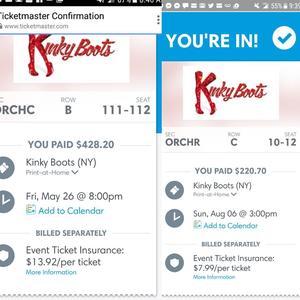 Ticketmaster Confirmation
www.ticketmaster.com
Kinky Boots
SEC ROW SEAT
ORCHC B 111-112
YOU PAID $428.20
Kinky Boots (NY)
Print-at-Home
Fri, May 26 @ 8:00pm
Add to Calendar
BILLED SEPARATELY
Event Ticket Insurance:
$13.92/per ticket
More Information
55% 9:39
YOU'RE IN!
Kinky Boots
SEC ROW SEAT
ORCHR C 10-12
YOU PAID $220.70
Kinky Boots (NY)
Print-at-Home
Sun, Aug 06 @ 3:00pm
Add to Calendar
BILLED SEPARATELY
Event Ticket Insurance:
$7.99/per ticket
More Information